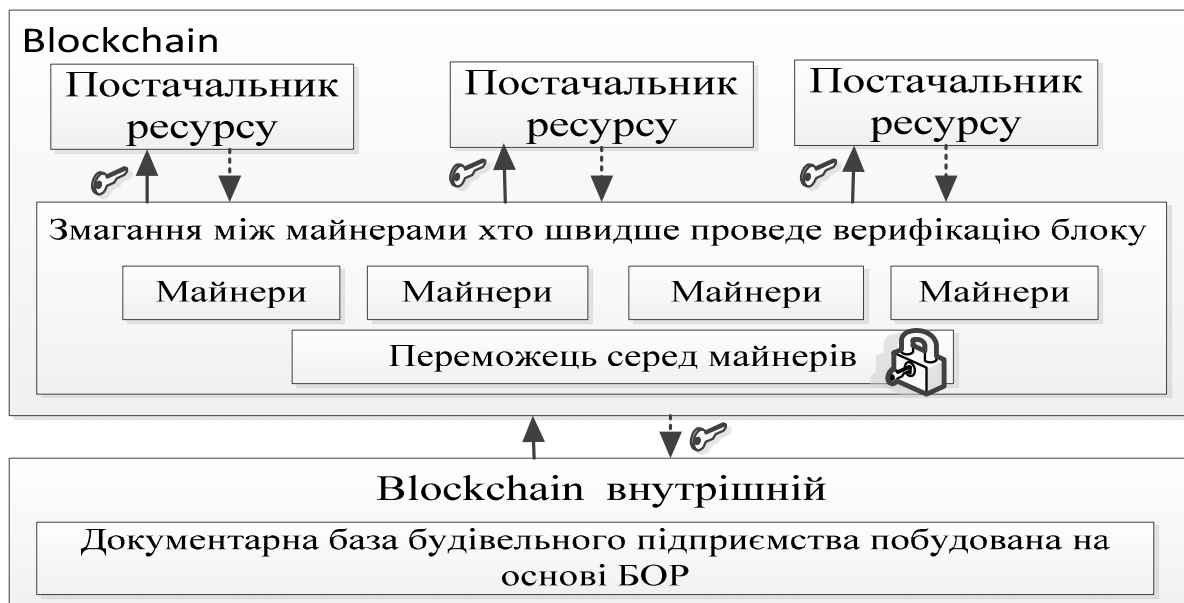 Blockchain
Постачальник
ресурсу
Постачальник
ресурсу
Постачальник
ресурсу
Змагання між майнерами хто швидше проведе верифікацію блоку
Майнери
Майнери
Майнери
Майнери
Переможець серед майнерів
Blockchain внутрішній
Документарна база будівельного підприємства побудована на
основі БОР